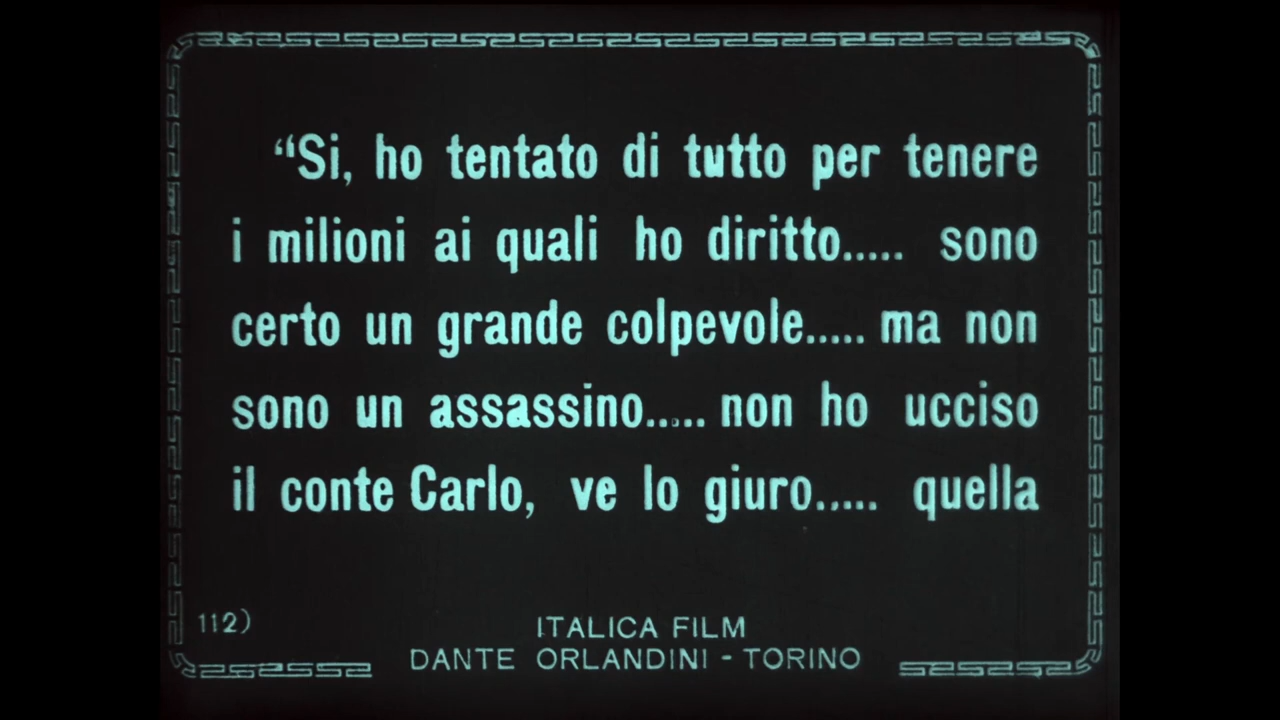 “Si, ho tentato di tutto per tenere
i milioni ai quali ho diritto..... sono
certo un grande colpevole..... ma non
sono un assassino..... non ho ucciso
il conte Carlo, ve lo giuro..... quella
112)
ITALICA FILM
DANTE ORLANDINI - TORINO